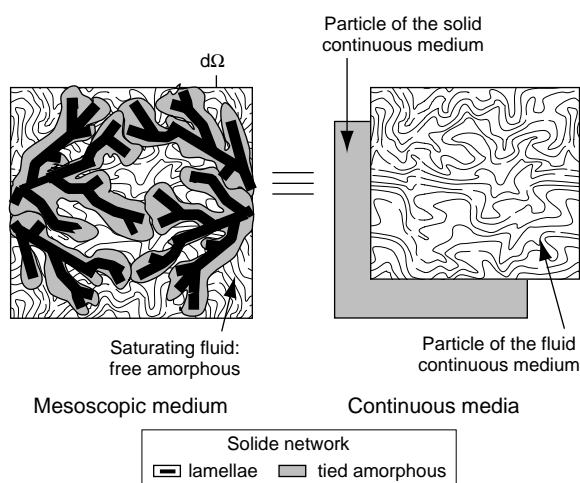 Particle of the solid
continuous medium
dΩ
Saturating fluid:
free amorphous
Particle of the fluid
continuous medium
Mesoscopic medium
Continuous media
Solide network
lamellae
tied amorphous